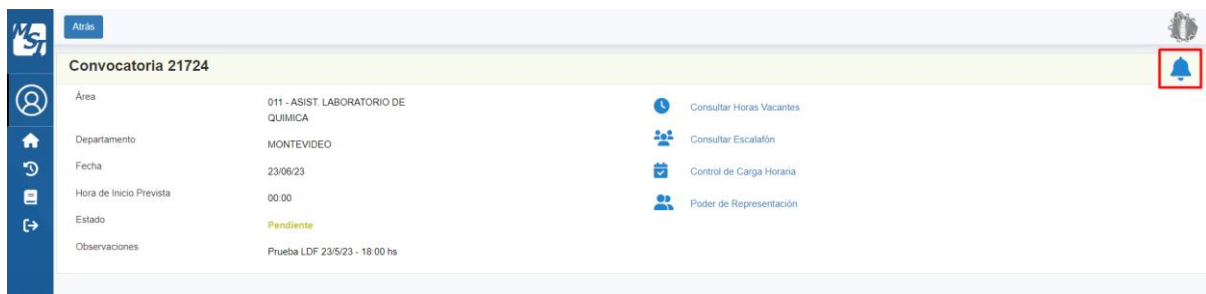 MSI
Atrás
Convocatoria 21724
Área
011 - ASIST. LABORATORIO DE
QUIMICA
Departamento
MONTEVIDEO
Fecha
23/06/23
Hora de Inicio Prevista
00:00
Estado
Pendiente
Observaciones
Prueba LDF 23/5/23 - 18:00 hs
Consultar Horas Vacantes
Consultar Escalafón
Control de Carga Horaria
Poder de Representación